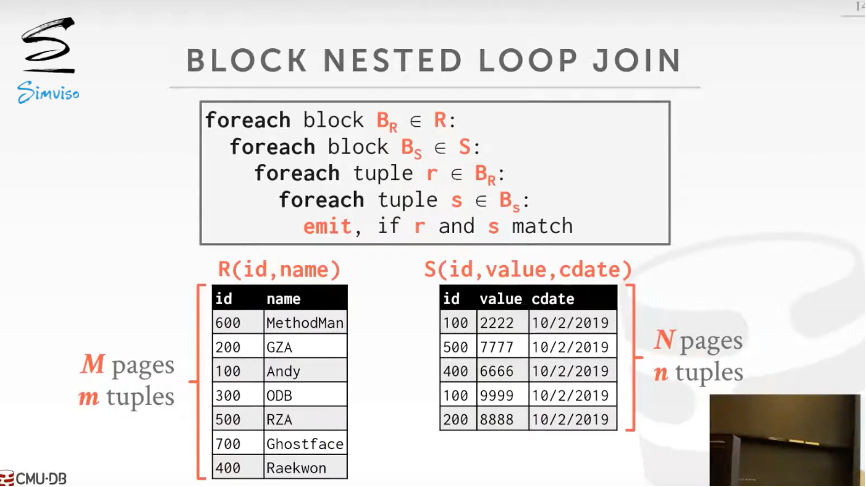 14
Simviso
BLOCK NESTED LOOP JOIN
foreach block B_R ∈ R:
foreach block B_S ∈ S:
foreach tuple r ∈ B_R:
foreach tuple s ∈ B_s:
emit, if r and s match
R(id,name)
id name
600 MethodMan
200 GZA
100 Andy
300 ODB
500 RZA
700 Ghostface
400 Raekwon
M pages
m tuples
S(id,value,cdate)
id value cdate
100 2222 10/2/2019
500 7777 10/2/2019
400 6666 10/2/2019
100 9999 10/2/2019
200 8888 10/2/2019
N pages
n tuples
CMU·DB